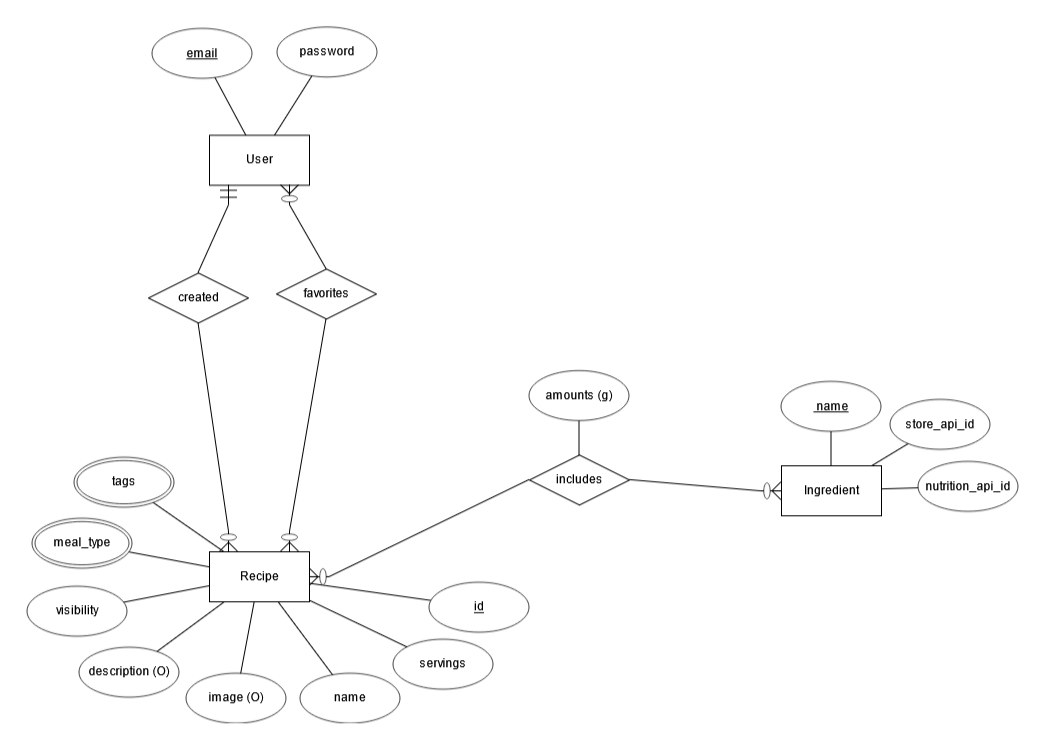 email
password
User
created
favorites
amounts (g)
name
store_api_id
includes
nutrition_api_id
Ingredient
tags
meal_type
Recipe
visibility
id
description (O)
servings
image (O)
name